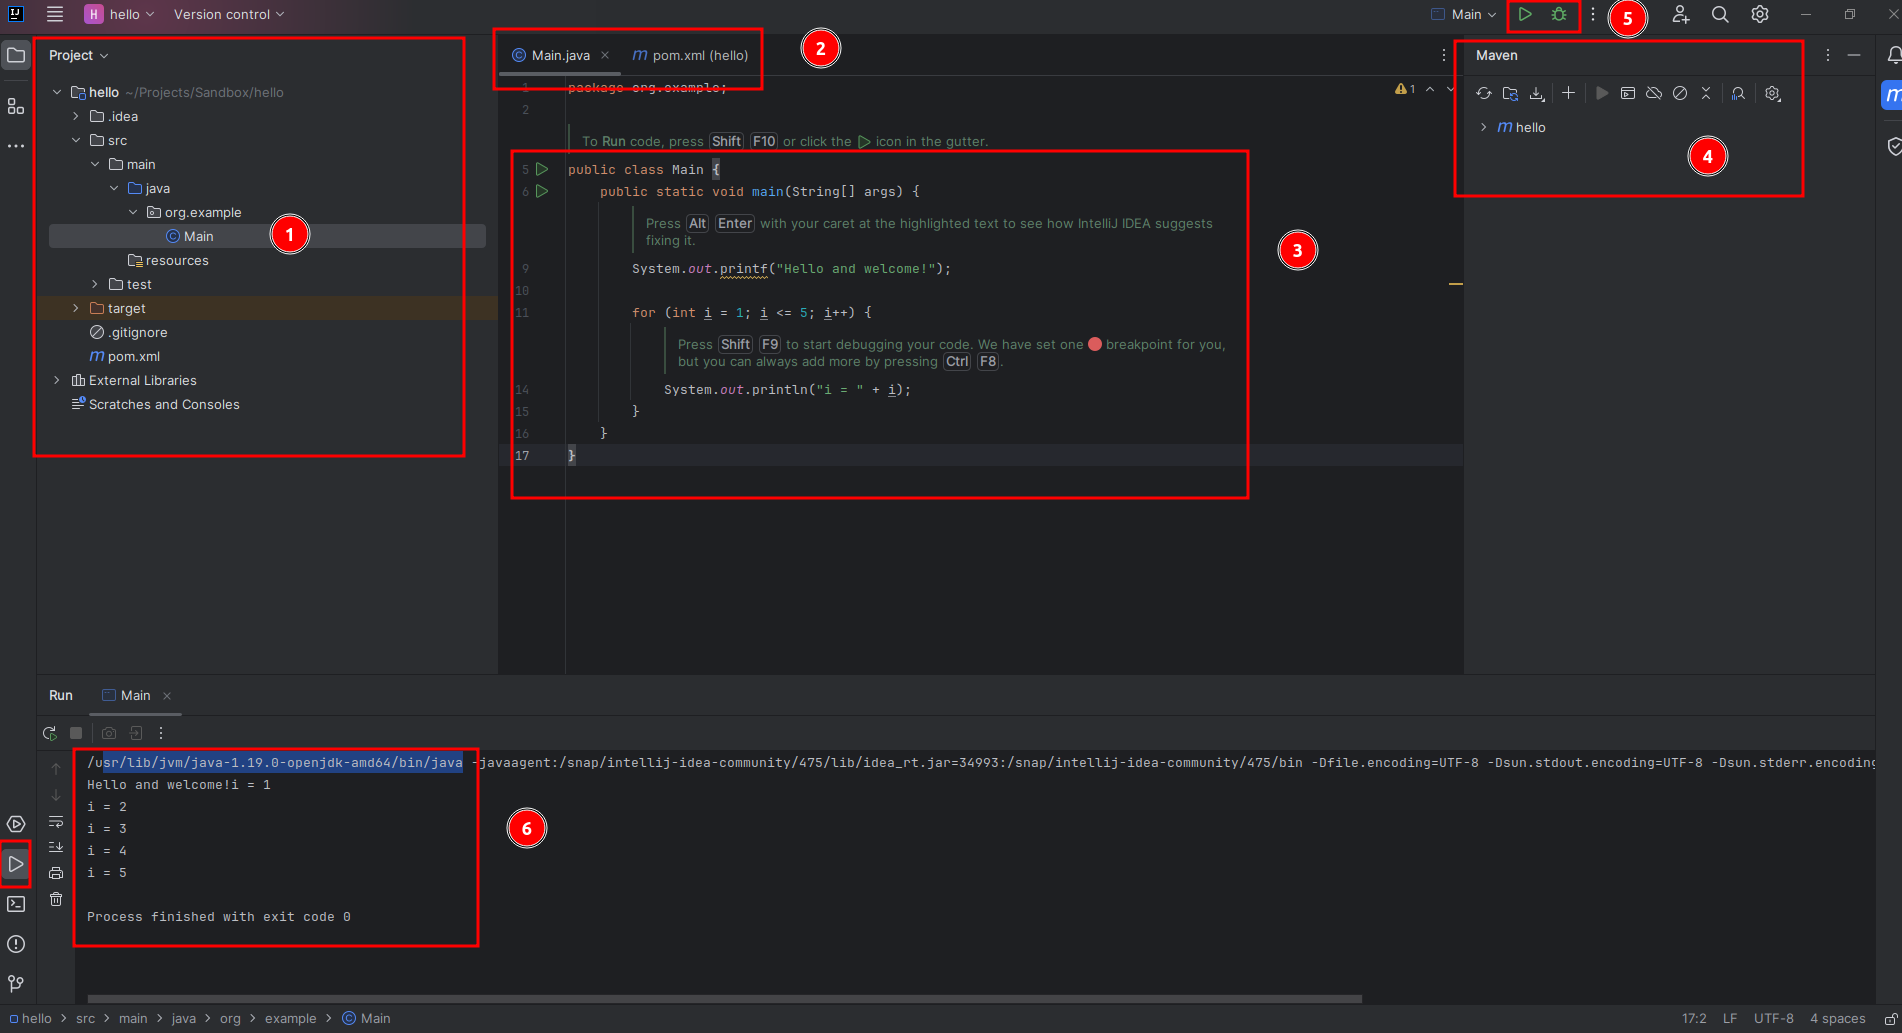 IJ
H hello
Version control
Main
5
Project
hello ~/Projects/Sandbox/hello
.idea
src
main
java
org.example
Main
resources
test
target
.gitignore
m pom.xml
External Libraries
Scratches and Consoles
1
Main.java
m pom.xml (hello)
2
1 package org.example;
1
2
To Run code, press Shift F10 or click the icon in the gutter.
5 public class Main {
6 public static void main(String[] args) {
Press Alt Enter with your caret at the highlighted text to see how IntelliJ IDEA suggests
fixing it.
9 System.out.printf("Hello and welcome!");
10
11 for (int i = 1; i <= 5; i++) {
Press Shift F9 to start debugging your code. We have set one breakpoint for you,
but you can always add more by pressing Ctrl F8.
14 System.out.println("i = " + i);
15 }
16 }
17 }
3
Maven
m hello
4
m
Run
Main
/usr/lib/jvm/java-1.19.0-openjdk-amd64/bin/java -javaagent:/snap/intellij-idea-community/475/lib/idea_rt.jar=34993:/snap/intellij-idea-community/475/bin -Dfile.encoding=UTF-8 -Dsun.stdout.encoding=UTF-8 -Dsun.stderr.encoding
Hello and welcome!i = 1
i = 2
i = 3
i = 4
i = 5
Process finished with exit code 0
6
hello > src > main > java > org > example > Main
17:2 LF UTF-8 4 spaces